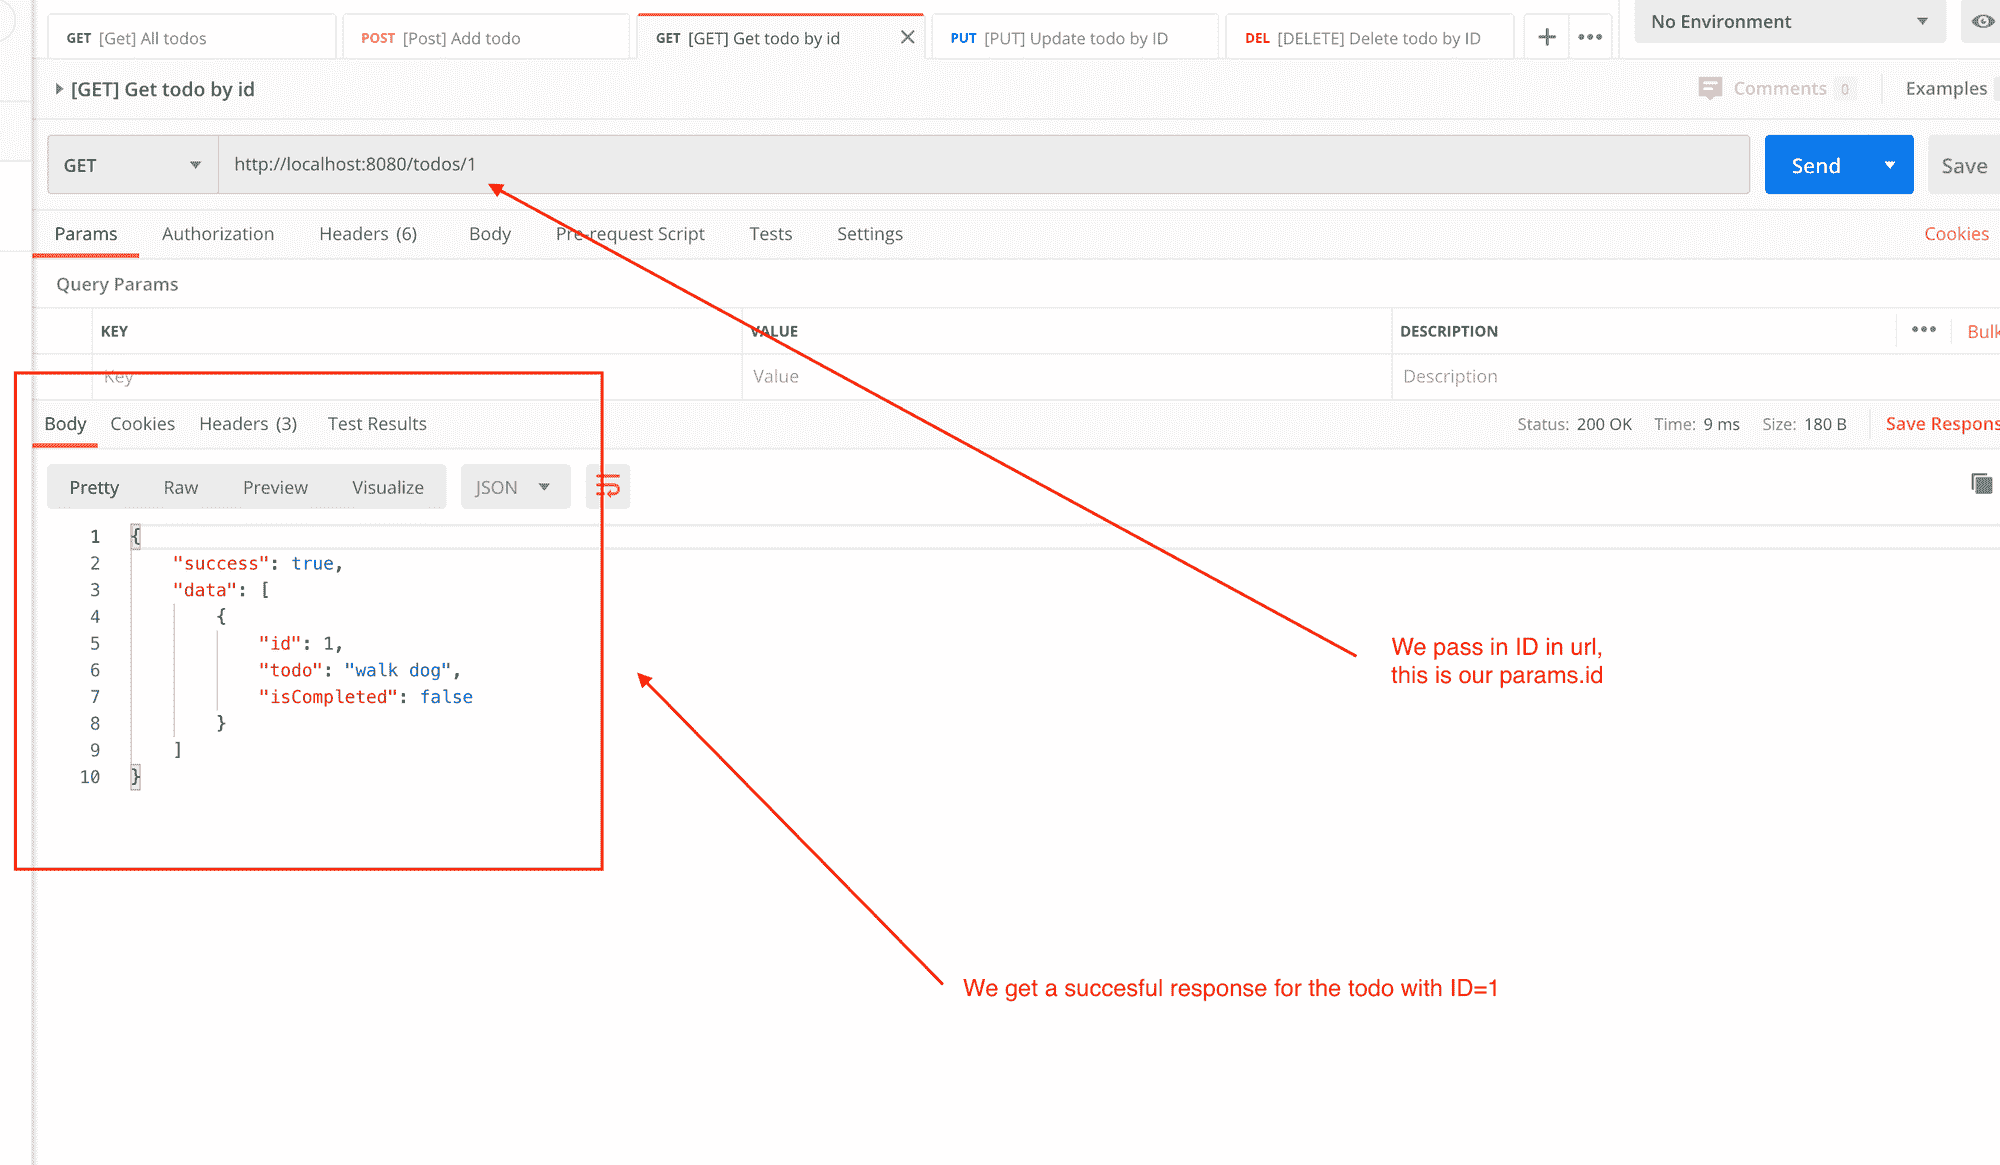 GET [Get] All todos POST [Post] Add todo GET [GET] Get todo by id PUT [PUT] Update todo by ID DEL [DELETE] Delete todo by ID No Environment
[GET] Get todo by id Comments 0 Examples
GET http://localhost:8080/todos/1 Send Save
Params Authorization Headers (6) Body Pre-request Script Tests Settings Cookies
Query Params
KEY VALUE DESCRIPTION Bulk
Key Value Description
Body Cookies Headers (3) Test Results Status: 200 OK Time: 9 ms Size: 180 B Save Respons
Pretty Raw Preview Visualize JSON
1 {
2 "success": true,
3 "data": [
4 {
5 "id": 1,
6 "todo": "walk dog",
7 "isCompleted": false
8 }
9 ]
10 }
We pass in ID in url,
this is our params.id
We get a succesful response for the todo with ID=1